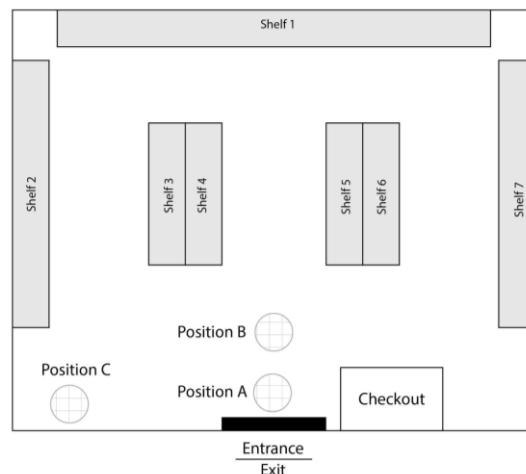 Shelf 1
Shelf 2
Shelf 3
Shelf 4
Shelf 5
Shelf 6
Shelf 7
Position B
Position C
Position A
Checkout
Entrance
Exit